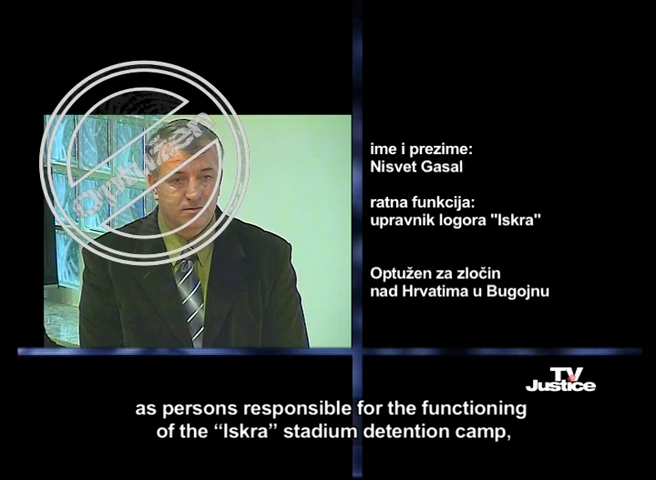 Optužen
ime i prezime:
Nisvet Gasal
ratna funkcija:
upravnik logora "Iskra"
Optužen za zločin
nad Hrvatima u Bugojnu
TV
Justice
as persons responsible for the functioning
of the “Iskra” stadium detention camp,